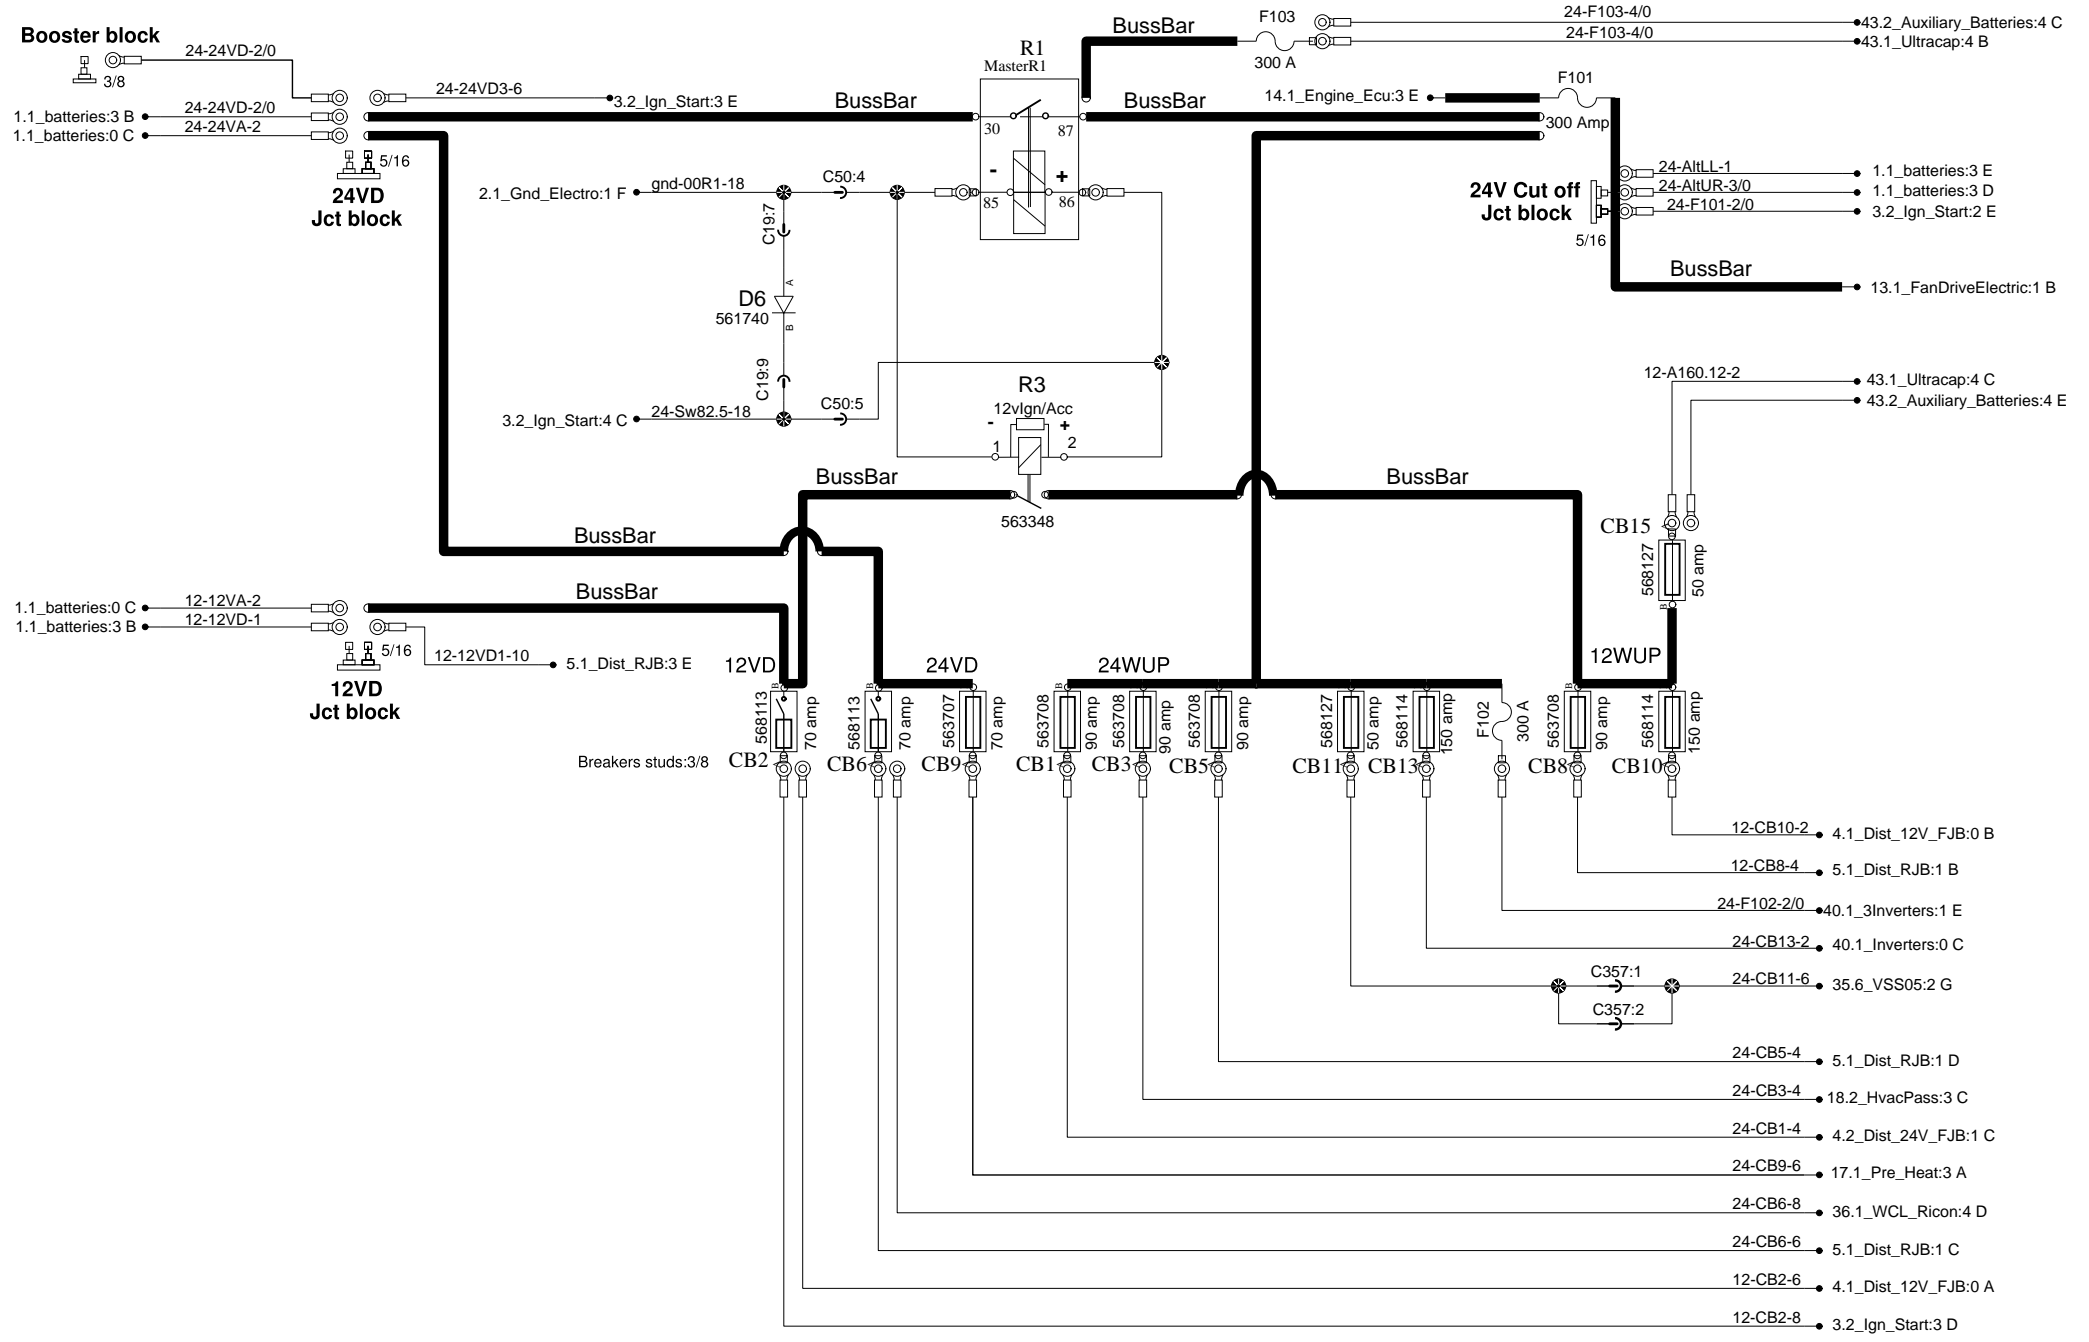 F103
24-F103-4/0
43.2_Auxiliary_Batteries:4 C
BussBar
24-F103-4/0
43.1_Ultracap:4 B
300 A
Booster block
24-24VD-2/0
3/8
R1
MasterR1
F101
24-24VD3-6
3.2_Ign_Start:3 E
BussBar
BussBar
14.1_Engine_Ecu:3 E
300 Amp
1.1_batteries:3 B
24-24VD-2/0
1.1_batteries:0 C
24-24VA-2
30
87
5/16
24VD
Jct block
2.1_Gnd_Electro:1 F
gnd-00R1-18
C50:4
-
+
85
86
24V Cut off
Jct block
5/16
24-AltLL-1
1.1_batteries:3 E
24-AltUR-3/0
1.1_batteries:3 D
24-F101-2/0
3.2_Ign_Start:2 E
BussBar
13.1_FanDriveElectric:1 B
C19:7
A
D6
561740
B
C19:9
3.2_Ign_Start:4 C
24-Sw82.5-18
C50:5
R3
12vIgn/Acc
-
+
1
2
563348
12-A160.12-2
43.1_Ultracap:4 C
43.2_Auxiliary_Batteries:4 E
BussBar
BussBar
BussBar
CB15
A
568127
50 amp
B
1.1_batteries:0 C
12-12VA-2
BussBar
1.1_batteries:3 B
12-12VD-1
5/16
12-12VD1-10
5.1_Dist_RJB:3 E
12VD
Jct block
12VD
24VD
24WUP
12WUP
B
568113
70 amp
B
568113
70 amp
563707
70 amp
B
563708
90 amp
563708
90 amp
563708
90 amp
568127
50 amp
568114
150 amp
F102
300 A
B
563708
90 amp
568114
150 amp
Breakers studs:3/8
CB2
CB6
CB9
CB1
CB3
CB5
CB11
CB13
CB8
CB10
12-CB10-2
4.1_Dist_12V_FJB:0 B
12-CB8-4
5.1_Dist_RJB:1 B
24-F102-2/0
40.1_3Inverters:1 E
24-CB13-2
40.1_Inverters:0 C
C357:1
24-CB11-6
35.6_VSS05:2 G
C357:2
24-CB5-4
5.1_Dist_RJB:1 D
24-CB3-4
18.2_HvacPass:3 C
24-CB1-4
4.2_Dist_24V_FJB:1 C
24-CB9-6
17.1_Pre_Heat:3 A
24-CB6-8
36.1_WCL_Ricon:4 D
24-CB6-6
5.1_Dist_RJB:1 C
12-CB2-6
4.1_Dist_12V_FJB:0 A
12-CB2-8
3.2_Ign_Start:3 D